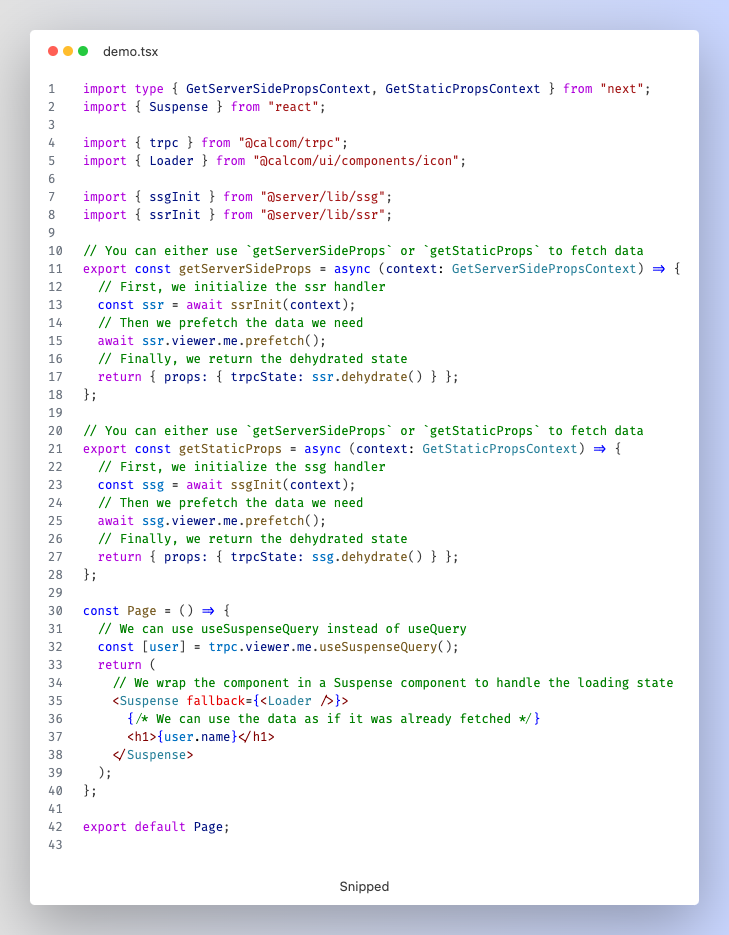 demo.tsx
1 import type { GetServerSidePropsContext, GetStaticPropsContext } from "next";
2 import { Suspense } from "react";
3
4 import { trpc } from "@calcom/trpc";
5 import { Loader } from "@calcom/ui/components/icon";
6
7 import { ssgInit } from "@server/lib/ssg";
8 import { ssrInit } from "@server/lib/ssr";
9
10 // You can either use `getServerSideProps` or `getStaticProps` to fetch data
11 export const getServerSideProps = async (context: GetServerSidePropsContext) => {
12   // First, we initialize the ssr handler
13   const ssr = await ssrInit(context);
14   // Then we prefetch the data we need
15   await ssr.viewer.me.prefetch();
16   // Finally, we return the dehydrated state
17   return { props: { trpcState: ssr.dehydrate() } };
18 };
19
20 // You can either use `getServerSideProps` or `getStaticProps` to fetch data
21 export const getStaticProps = async (context: GetStaticPropsContext) => {
22   // First, we initialize the ssg handler
23   const ssg = await ssgInit(context);
24   // Then we prefetch the data we need
25   await ssg.viewer.me.prefetch();
26   // Finally, we return the dehydrated state
27   return { props: { trpcState: ssg.dehydrate() } };
28 };
29
30 const Page = () => {
31   // We can use useSuspenseQuery instead of useQuery
32   const [user] = trpc.viewer.me.useSuspenseQuery();
33   return (
34     // We wrap the component in a Suspense component to handle the loading state
35     <Suspense fallback={<Loader />}>
36       {/* We can use the data as if it was already fetched */}
37       <h1>{user.name}</h1>
38     </Suspense>
39   );
40 };
41
42 export default Page;
43
Snipped